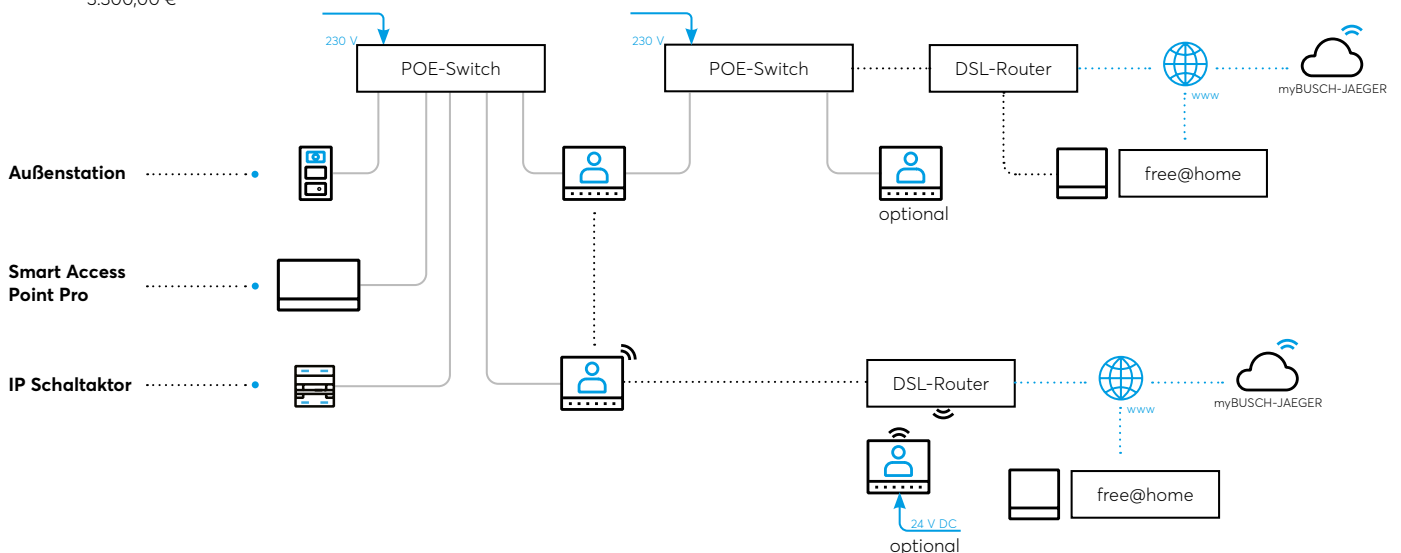 230 V
230 V
POE-Switch
POE-Switch
DSL-Router
www
myBUSCH-JAEGER
Außenstation
free@home
optional
Smart Access
Point Pro
IP Schaltaktor
DSL-Router
www
myBUSCH-JAEGER
free@home
24 V DC
optional